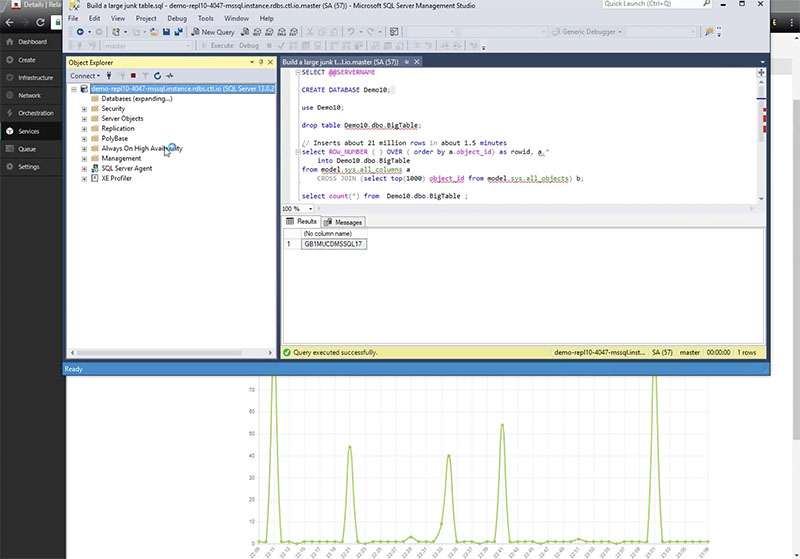 Details | Rela
Build a large junk table.sql - demo-repl10-4047-mssql.instance.rdbs.ctl.io.master (SA (57)) - Microsoft SQL Server Management Studio
Quick Launch (Ctrl+Q)
File Edit View Project Debug Tools Window Help
New Query
Generic Debugger
master
Execute Debug
Dashboard
Create
Infrastructure
Network
Orchestration
Services
Queue
Settings
Object Explorer
Connect
demo-repl10-4047-mssql.instance.rdbs.ctl.io (SQL Server 13.0.2
Databases (expanding...)
Security
Server Objects
Replication
PolyBase
Always On High Availability
Management
SQL Server Agent
XE Profiler
Build a large junk t...l.io.master (SA (57))
SELECT @@SERVERNAME
CREATE DATABASE Demo10;
use Demo10;
drop table Demo10.dbo.BigTable;
// Inserts about 21 million rows in about 1.5 minutes
select ROW_NUMBER ( ) OVER ( order by a.object_id) as rowid, a.*
into Demo10.dbo.BigTable
from model.sys.all_columns a
CROSS JOIN (select top(1000) object_id from model.sys.all_objects) b;
select count(*) from Demo10.dbo.BigTable ;
100 %
Results Messages
(No column name)
1 GB1MUCDMSSQL17
Query executed successfully.
demo-repl10-4047-mssql.inst... SA (57) master 00:00:00 1 rows
Ready
70
60
50
40
30
20
10
0